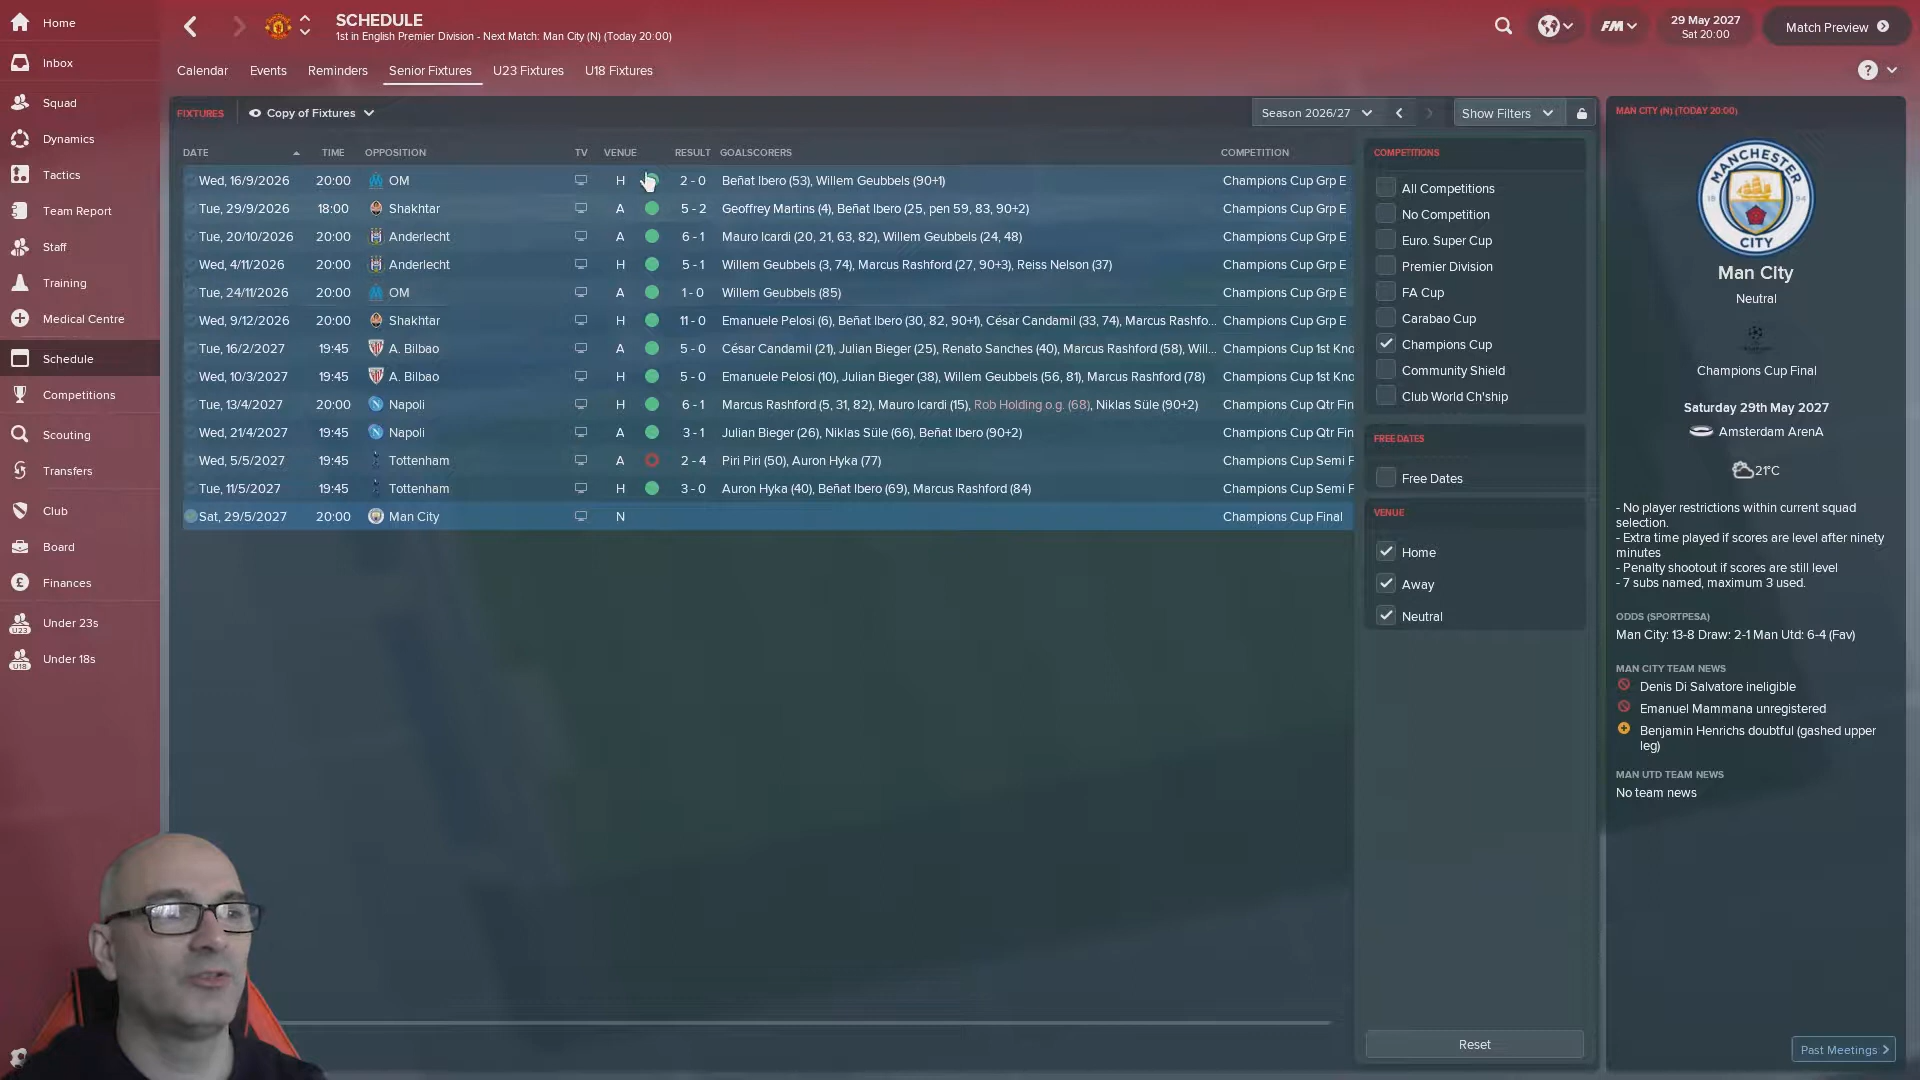 Home
Inbox
Squad
Dynamics
Tactics
Team Report
Staff
Training
Medical Centre
Schedule
Competitions
Scouting
Transfers
Club
Board
Finances
Under 23s
U23
Under 18s
U18
SCHEDULE
1st in English Premier Division - Next Match: Man City (N) (Today 20:00)
FM
29 May 2027
Sat 20:00
Match Preview
Calendar Events Reminders Senior Fixtures U23 Fixtures U18 Fixtures
?
FIXTURES Copy of Fixtures Season 2026/27 Show Filters
DATE TIME OPPOSITION TV VENUE RESULT GOALSCORERS COMPETITION
Wed, 16/9/2026 20:00 OM H 2 - 0 Beñat Ibero (53), Willem Geubbels (90+1) Champions Cup Grp E
Tue, 29/9/2026 18:00 Shakhtar A 5 - 2 Geoffrey Martins (4), Beñat Ibero (25, pen 59, 83, 90+2) Champions Cup Grp E
Tue, 20/10/2026 20:00 Anderlecht A 6 - 1 Mauro Icardi (20, 21, 63, 82), Willem Geubbels (24, 48) Champions Cup Grp E
Wed, 4/11/2026 20:00 Anderlecht H 5 - 1 Willem Geubbels (3, 74), Marcus Rashford (27, 90+3), Reiss Nelson (37) Champions Cup Grp E
Tue, 24/11/2026 20:00 OM A 1 - 0 Willem Geubbels (85) Champions Cup Grp E
Wed, 9/12/2026 20:00 Shakhtar H 11 - 0 Emanuele Pelosi (6), Beñat Ibero (30, 82, 90+1), César Candamil (33, 74), Marcus Rashfo... Champions Cup Grp E
Tue, 16/2/2027 19:45 A. Bilbao A 5 - 0 César Candamil (21), Julian Bieger (25), Renato Sanches (40), Marcus Rashford (58), Will... Champions Cup 1st Kno
Wed, 10/3/2027 19:45 A. Bilbao H 5 - 0 Emanuele Pelosi (10), Julian Bieger (38), Willem Geubbels (56, 81), Marcus Rashford (78) Champions Cup 1st Kno
Tue, 13/4/2027 20:00 Napoli H 6 - 1 Marcus Rashford (5, 31, 82), Mauro Icardi (15), Rob Holding o.g. (68), Niklas Süle (90+2) Champions Cup Qtr Fin
Wed, 21/4/2027 19:45 Napoli A 3 - 1 Julian Bieger (26), Niklas Süle (66), Beñat Ibero (90+2) Champions Cup Qtr Fin
Wed, 5/5/2027 19:45 Tottenham A 2 - 4 Piri Piri (50), Auron Hyka (77) Champions Cup Semi F
Tue, 11/5/2027 19:45 Tottenham H 3 - 0 Auron Hyka (40), Beñat Ibero (69), Marcus Rashford (84) Champions Cup Semi F
Sat, 29/5/2027 20:00 Man City N Champions Cup Final
COMPETITIONS
All Competitions
No Competition
Euro. Super Cup
Premier Division
FA Cup
Carabao Cup
Champions Cup
Community Shield
Club World Ch'ship
FREE DATES
Free Dates
VENUE
Home
Away
Neutral
Reset
MAN CITY (N) (TODAY 20:00)
MANCHESTER
18 94
CITY
Man City
Neutral
Champions Cup Final
Saturday 29th May 2027
Amsterdam ArenA
21°C
- No player restrictions within current squad
selection.
- Extra time played if scores are level after ninety
minutes
- Penalty shootout if scores are still level
- 7 subs named, maximum 3 used.
ODDS (SPORTPESA)
Man City: 13-8 Draw: 2-1 Man Utd: 6-4 (Fav)
MAN CITY TEAM NEWS
Denis Di Salvatore ineligible
Emanuel Mammana unregistered
Benjamin Henrichs doubtful (gashed upper
leg)
MAN UTD TEAM NEWS
No team news
Past Meetings